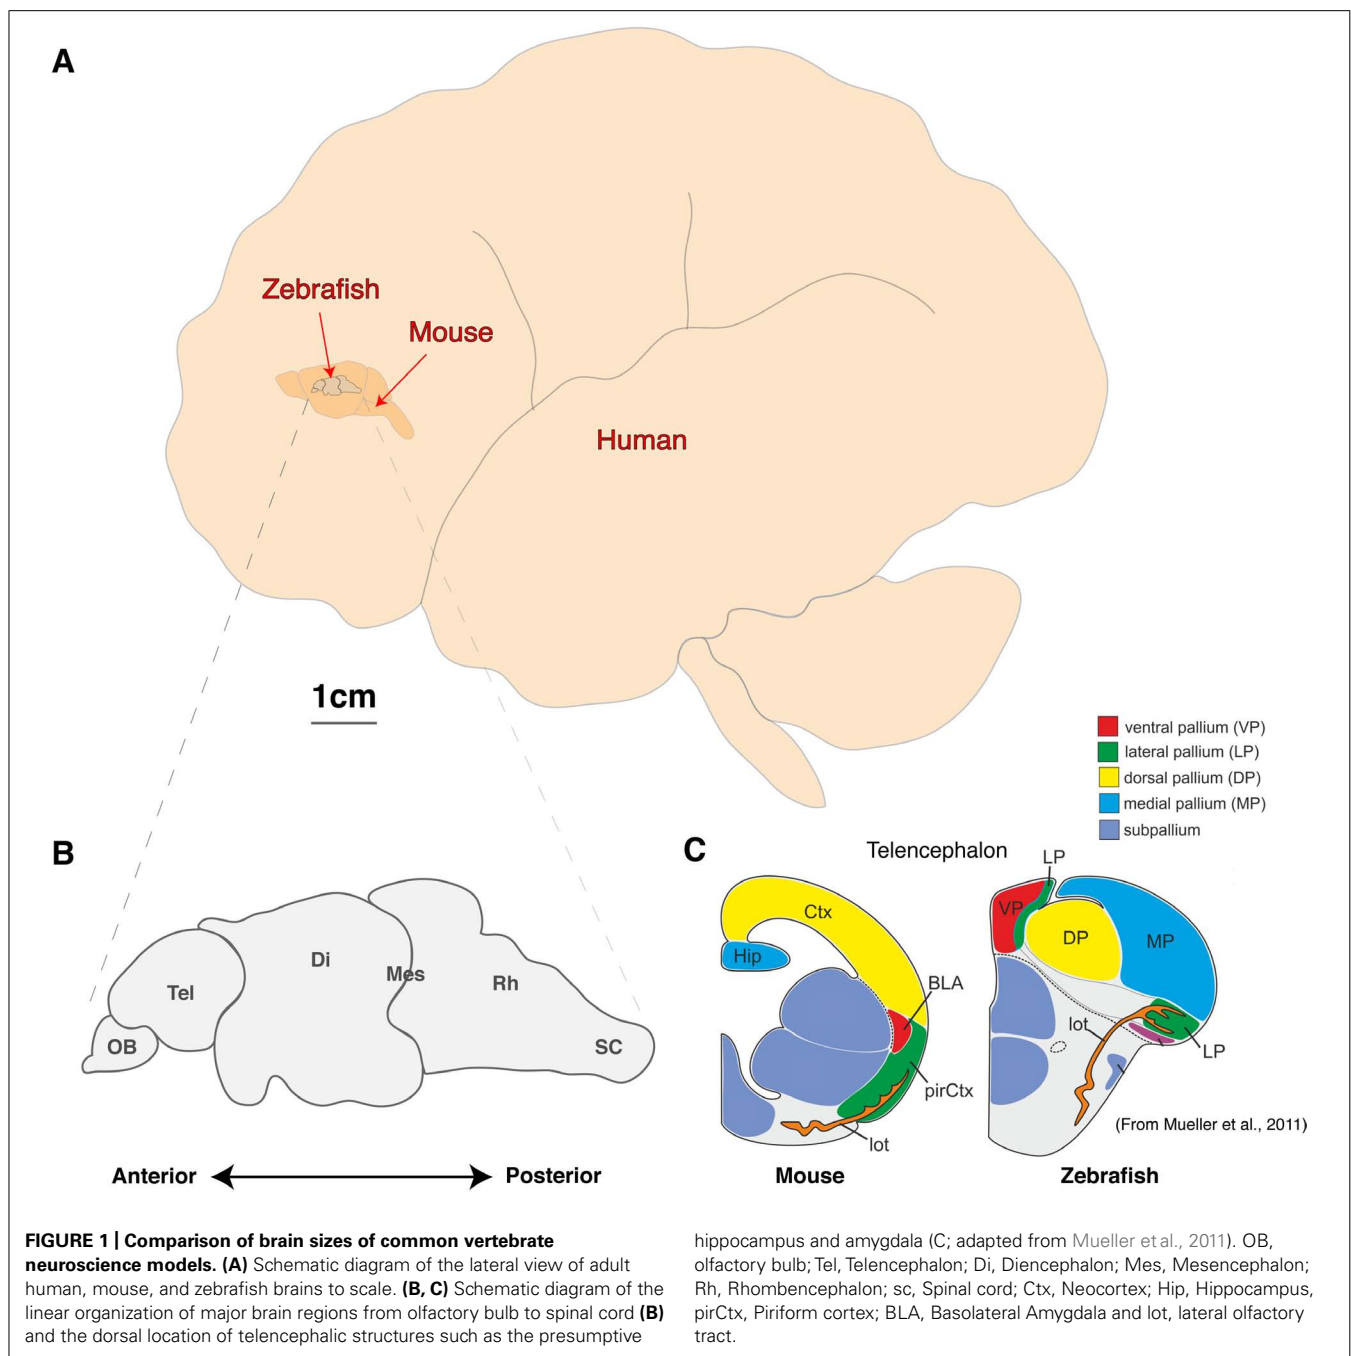 A
Zebrafish
Mouse
Human
1cm
ventral pallium (VP)
lateral pallium (LP)
dorsal pallium (DP)
medial pallium (MP)
subpallium
B
Di
Mes
Tel
Rh
OB
SC
Anterior
Posterior
C
Telencephalon
LP
Ctx
VP
DP
MP
Hip
BLA
lot
LP
pirCtx
lot
(From Mueller et al., 2011)
Mouse
Zebrafish
FIGURE 1 | Comparison of brain sizes of common vertebrate
neuroscience models. (A) Schematic diagram of the lateral view of adult
human, mouse, and zebrafish brains to scale. (B, C) Schematic diagram of the
linear organization of major brain regions from olfactory bulb to spinal cord (B)
and the dorsal location of telencephalic structures such as the presumptive
hippocampus and amygdala (C; adapted from Mueller et al., 2011). OB,
olfactory bulb; Tel, Telencephalon; Di, Diencephalon; Mes, Mesencephalon;
Rh, Rhombencephalon; sc, Spinal cord; Ctx, Neocortex; Hip, Hippocampus,
pirCtx, Piriform cortex; BLA, Basolateral Amygdala and lot, lateral olfactory
tract.